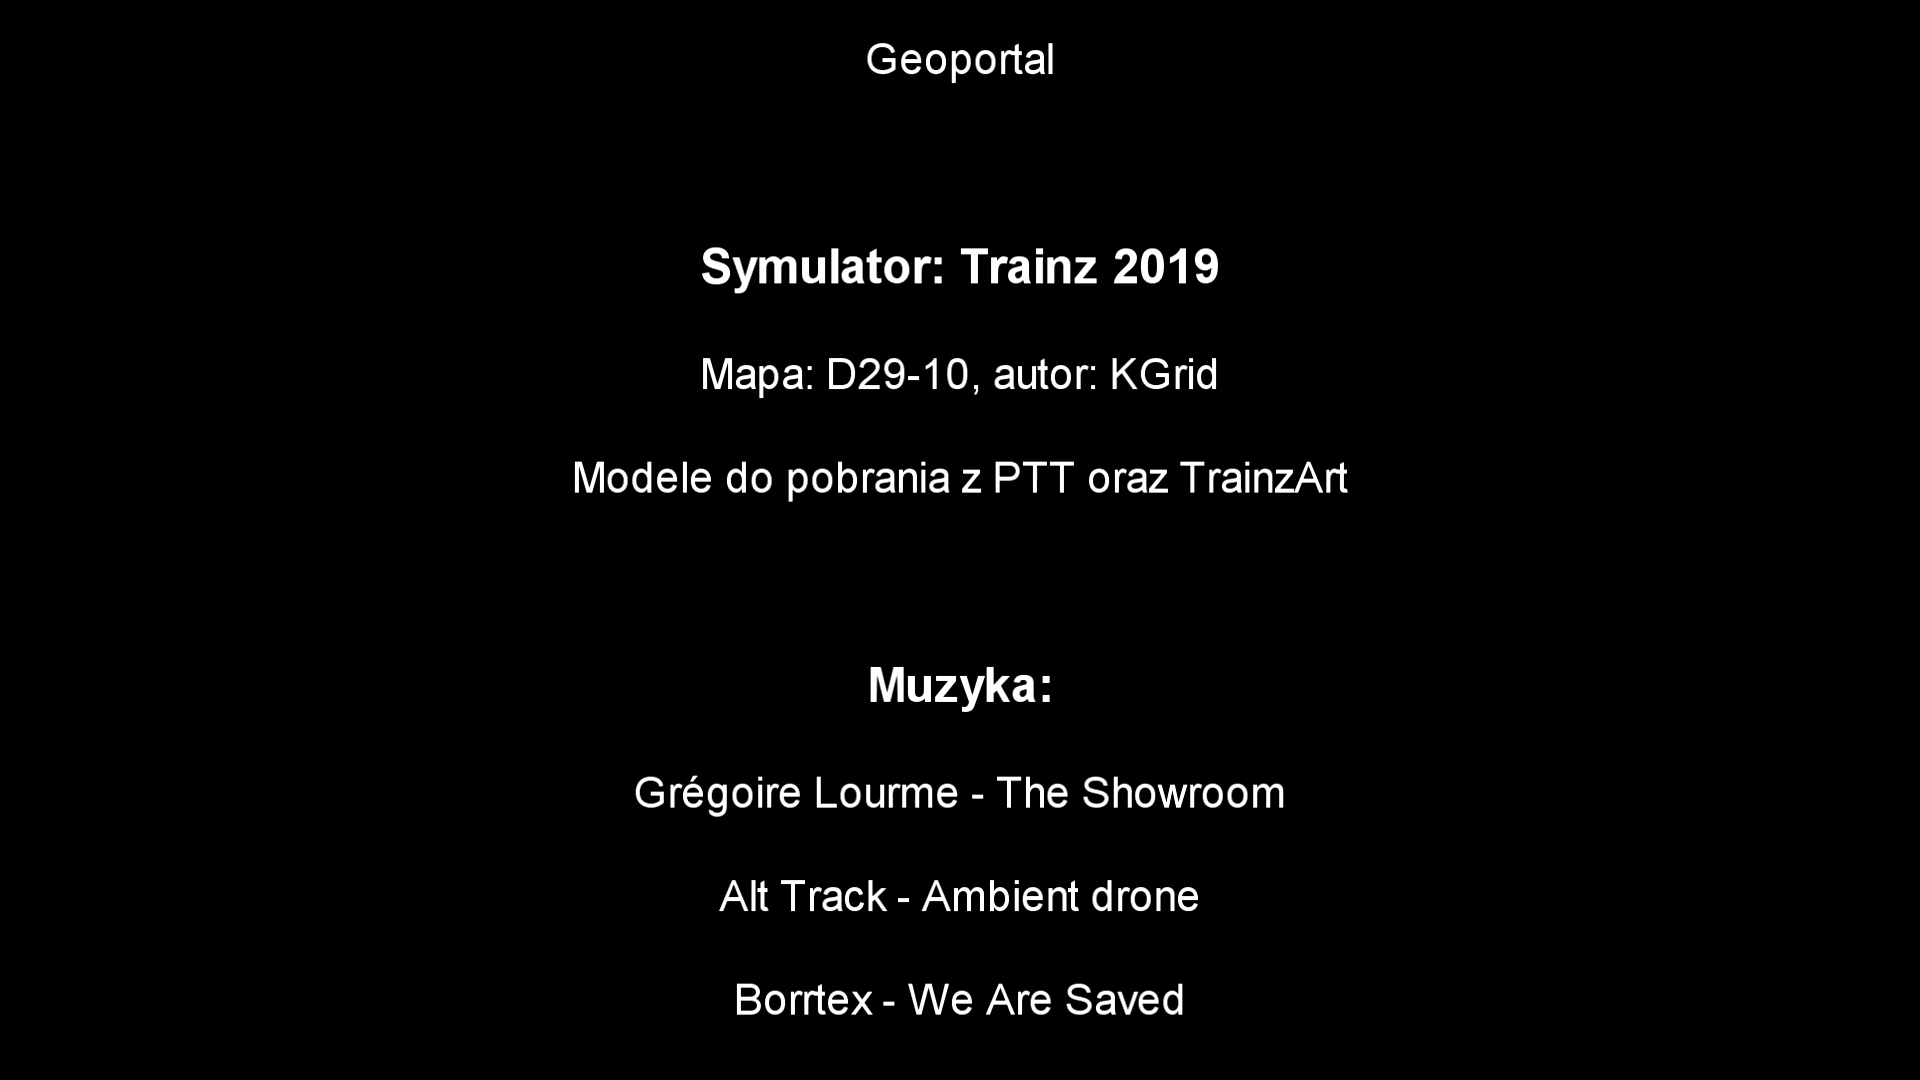 Geoportal
Symulator: Trainz 2019
Mapa: D29-10, autor: KGrid
Modele do pobrania z PTT oraz TrainzArt
Muzyka:
Grégoire Lourme - The Showroom
Alt Track - Ambient drone
Borrtex - We Are Saved